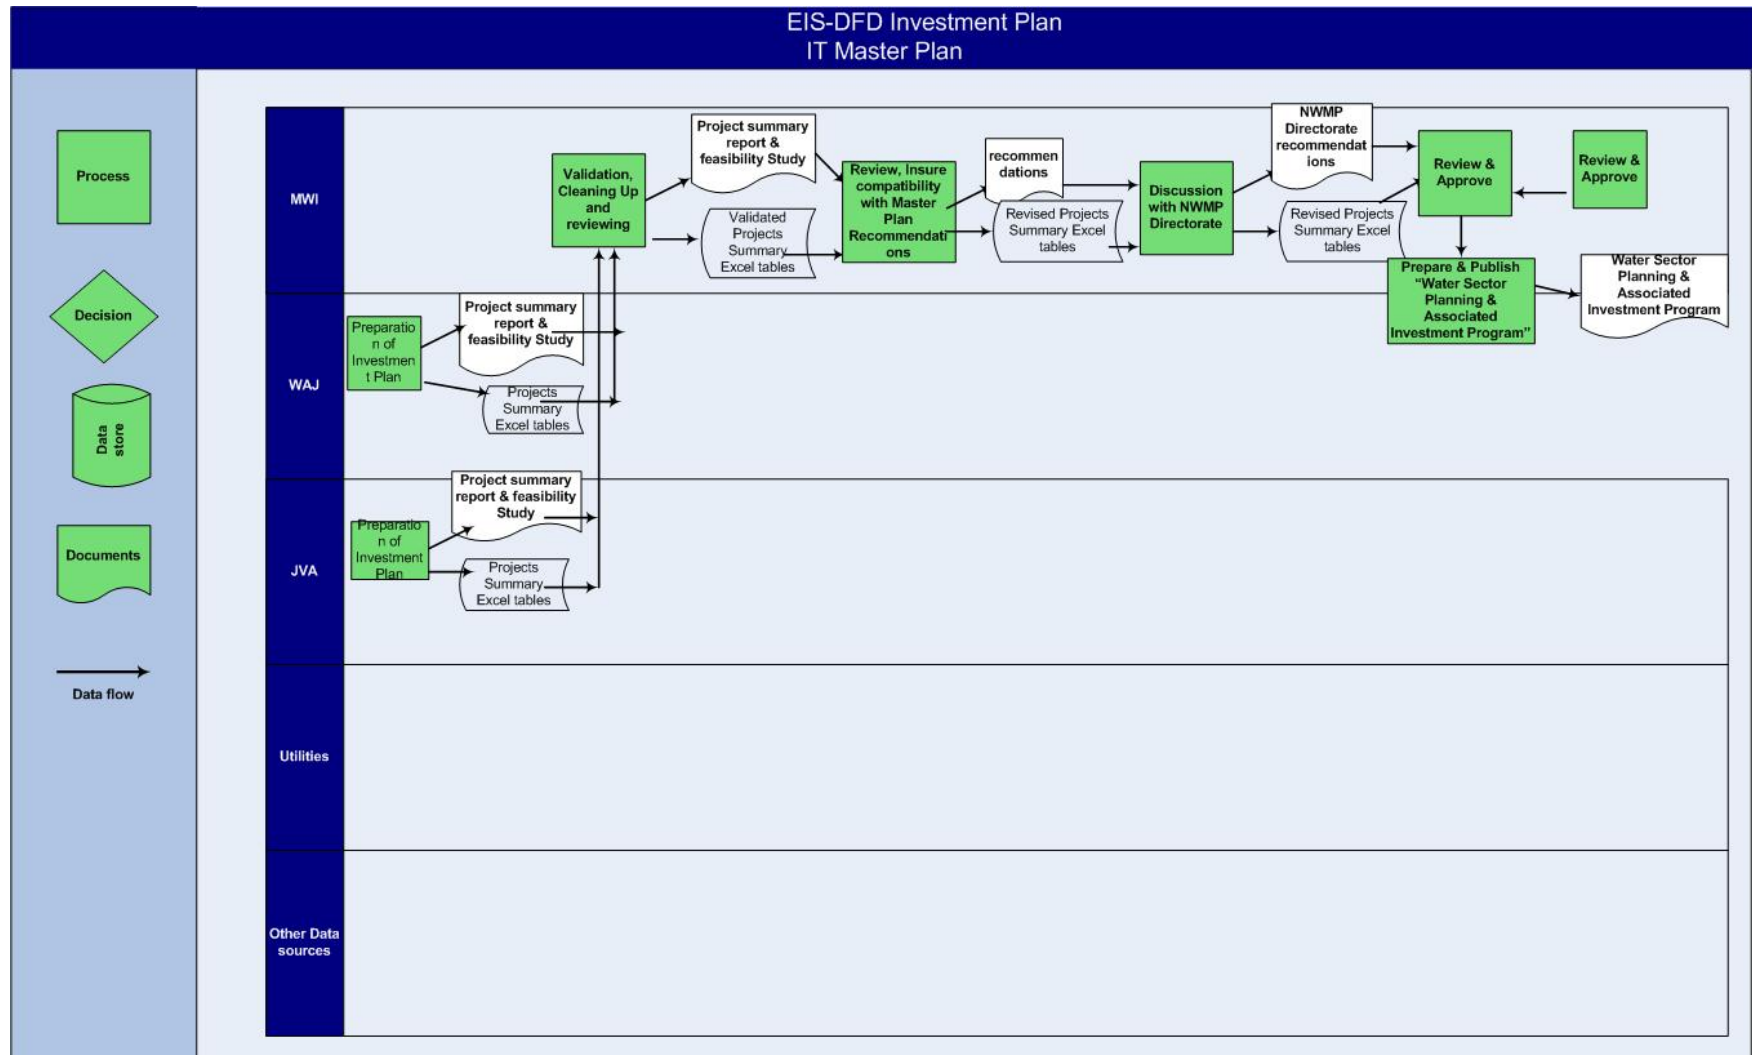 EIS-DFD Investment Plan
IT Master Plan
Process
Decision
Data
store
Documents
Data flow
MWI
Validation,
Cleaning Up
and
reviewing
Project summary
report &
feasibility Study
Validated
Projects
Summary
Excel tables
Review, Insure
compatibility
with Master
Plan
Recommendati
ons
recommen
dations
Revised Projects
Summary Excel
tables
Discussion
with NWMP
Directorate
NWMP
Directorate
recommendat
ions
Revised Projects
Summary Excel
tables
Review &
Approve
Review &
Approve
Prepare & Publish
“Water Sector
Planning &
Associated
Investment Program”
Water Sector
Planning &
Associated
Investment Program
WAJ
Preparatio
n of
Investmen
t Plan
Project summary
report &
feasibility Study
Projects
Summary
Excel tables
JVA
Preparatio
n of
Investment
Plan
Project summary
report & feasibility
Study
Projects
Summary
Excel tables
Utilities
Other Data
sources